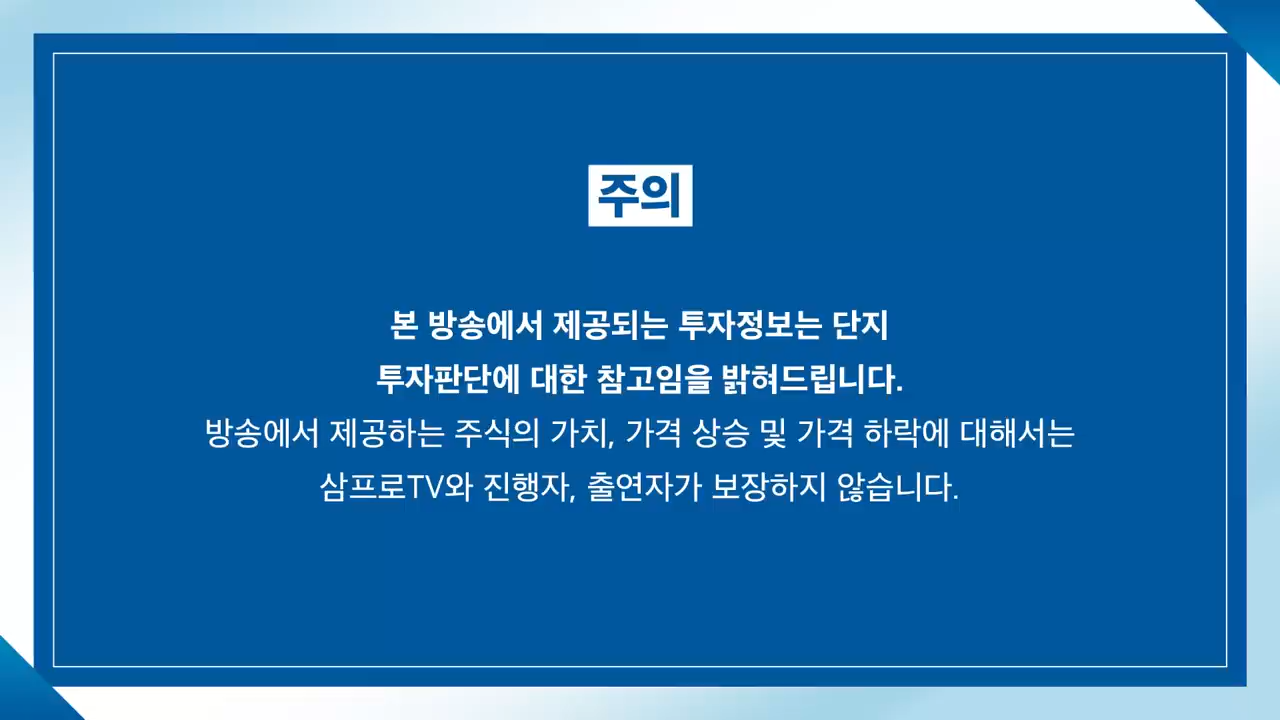 주의
본 방송에서 제공되는 투자정보는 단지
투자판단에 대한 참고임을 밝혀드립니다.
방송에서 제공하는 주식의 가치, 가격 상승 및 가격 하락에 대해서는
삼프로TV와 진행자, 출연자가 보장하지 않습니다.